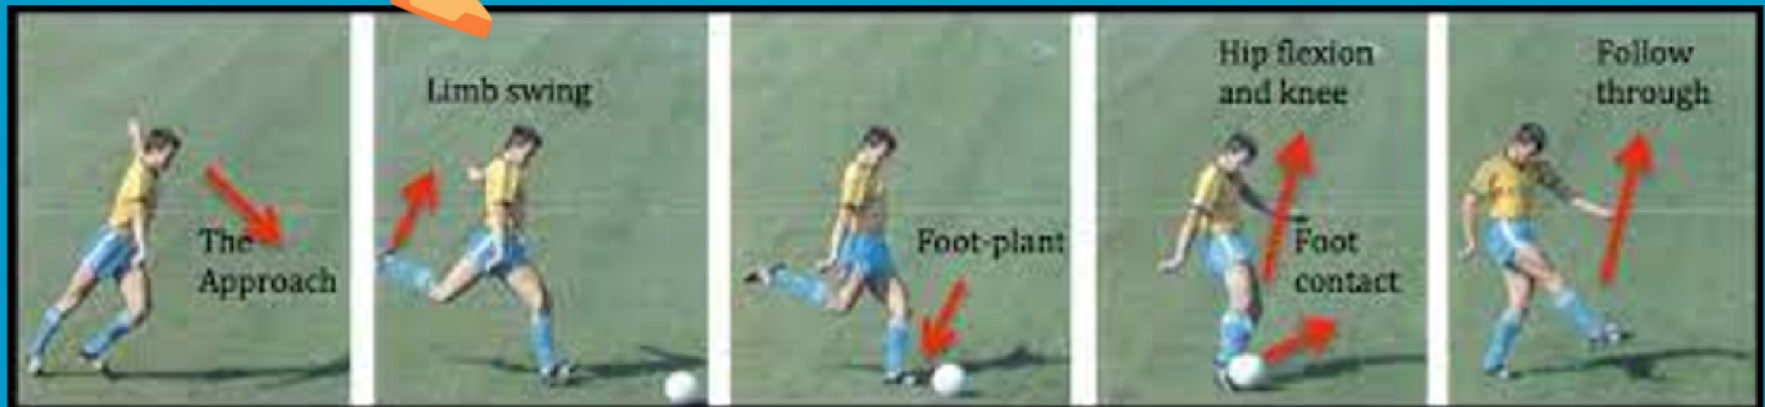 The
Approach
Limb swing
Foot-plant
Hip flexion
and knee
Foot
contact
Follow
through